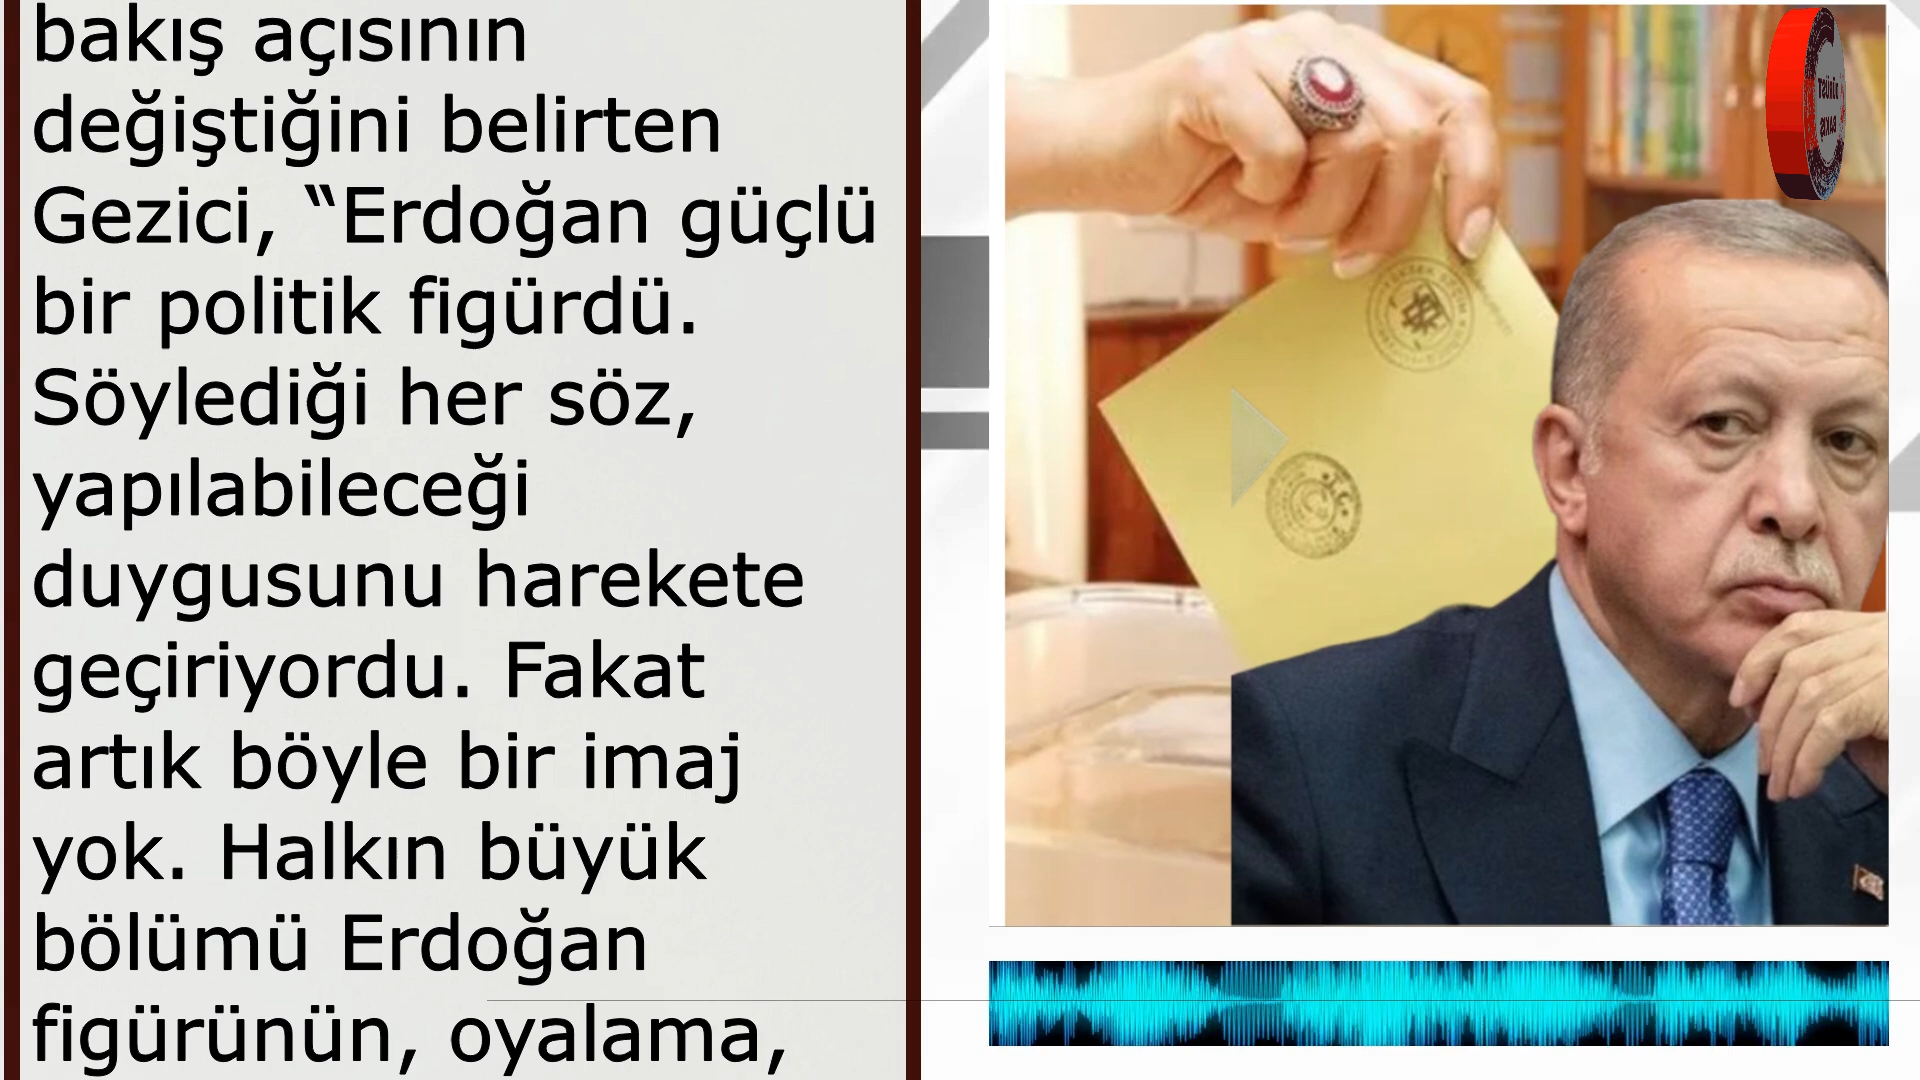 bakış açısının
değiştiğini belirten
Gezici, “Erdoğan güçlü
bir politik figürdü.
Söylediği her söz,
yapılabileceği
duygusunu harekete
geçiriyordu. Fakat
artık böyle bir imaj
yok. Halkın büyük
bölümü Erdoğan
figürünün, oyalama,